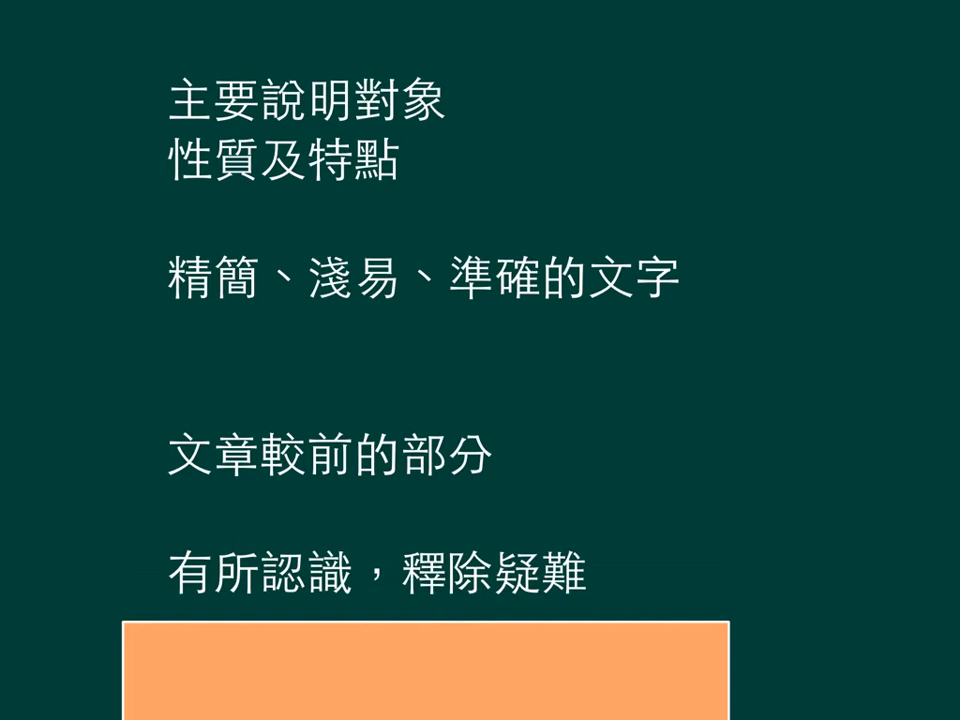 主要說明對象
性質及特點
精簡、淺易、準確的文字
文章較前的部分
有所認識，釋除疑難